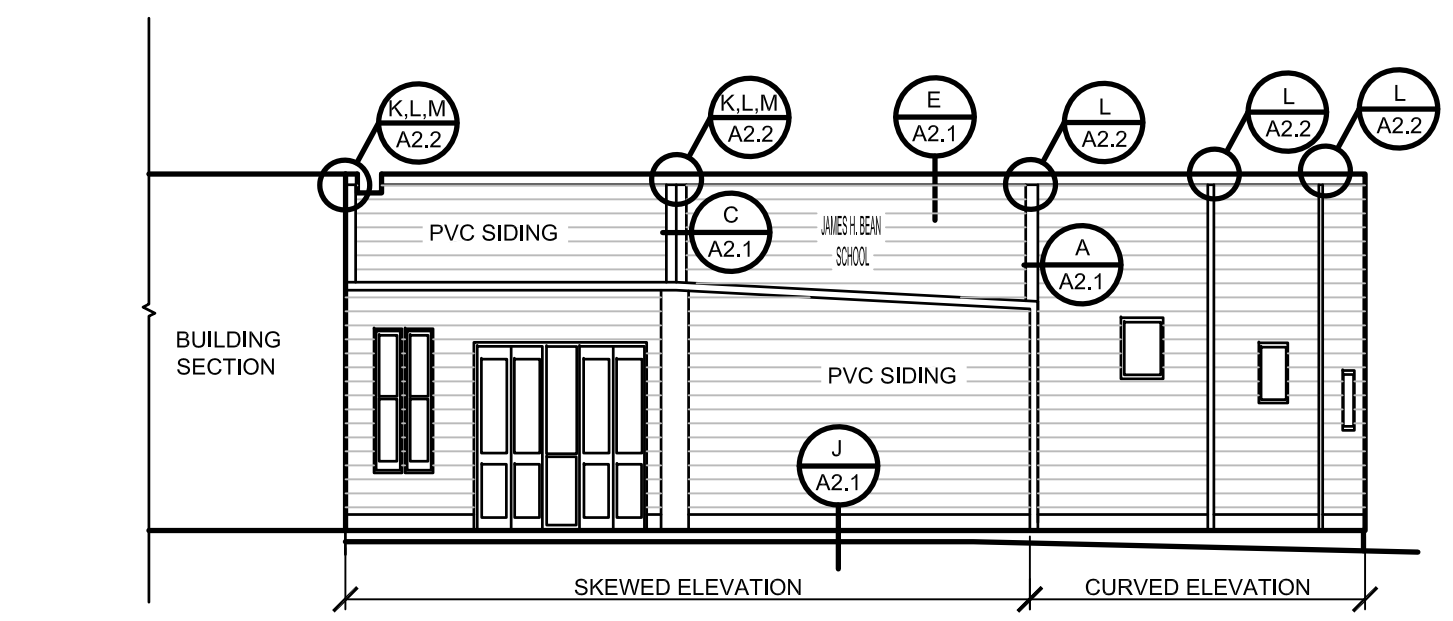 K,L,M
A2.2
K,L,M
A2.2
E
A2.1
L
A2.2
L
A2.2
L
A2.2
PVC SIDING
C
A2.1
JAMES H. BEAN
SCHOOL
A
A2.1
BUILDING
SECTION
PVC SIDING
J
A2.1
SKEWED ELEVATION
CURVED ELEVATION